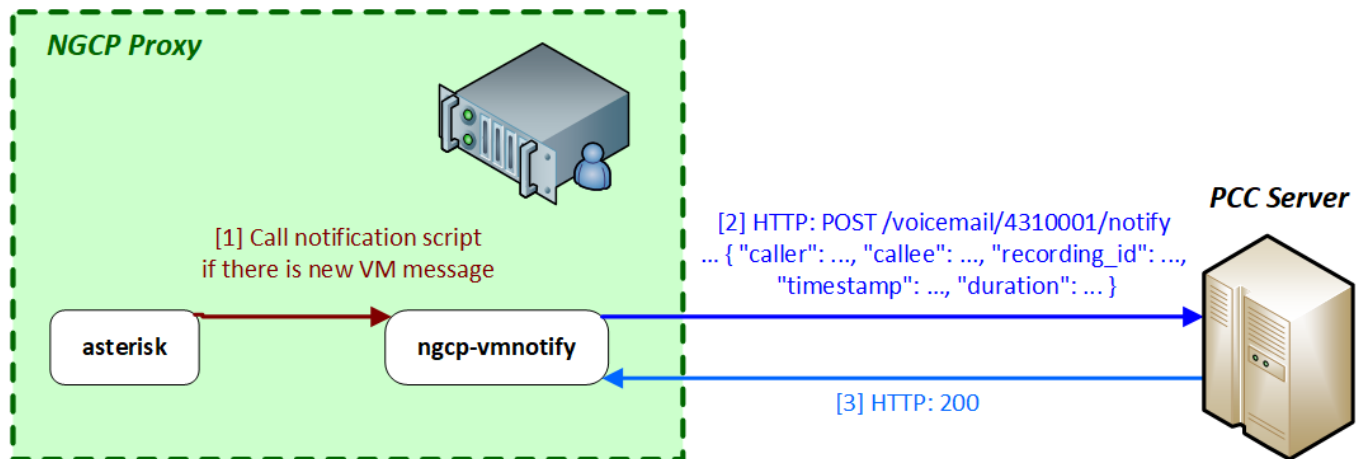 NGCP Proxy
PCC Server
[1] Call notification script
if there is new VM message
[2] HTTP: POST /voicemail/4310001/notify
... { "caller": ..., "callee": ..., "recording_id": ...,
"timestamp": ..., "duration": ... }
asterisk
ngcp-vmnotify
[3] HTTP: 200